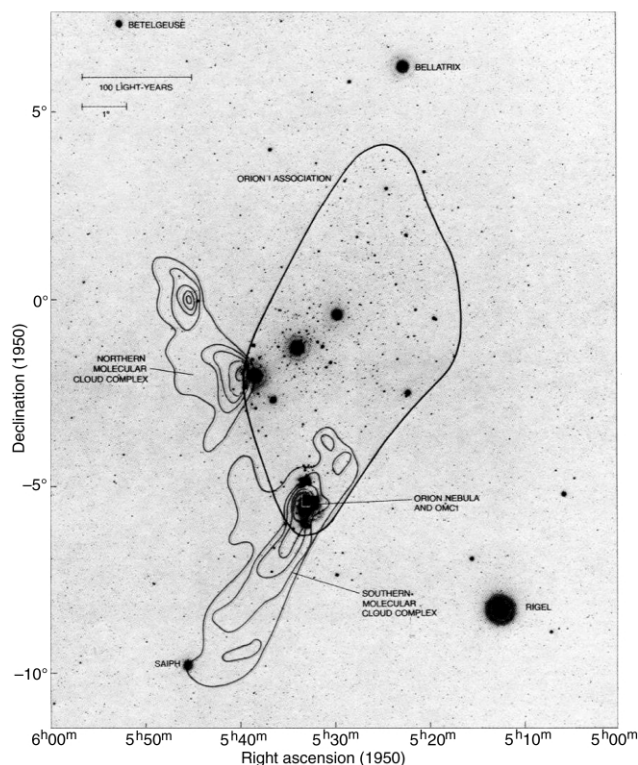 BETELGEUSE
BELLATRIX
100 LIGHT-YEARS
1°
5°
ORION 1 ASSOCIATION
0°
NORTHERN
MOLECULAR
CLOUD COMPLEX
Declination (1950)
−5°
ORION NEBULA
AND OMC1
SOUTHERN
MOLECULAR
CLOUD COMPLEX
RIGEL
SAIPH
−10°
6h00m 5h50m 5h40m 5h30m 5h20m 5h10m 5h00m
Right ascension (1950)